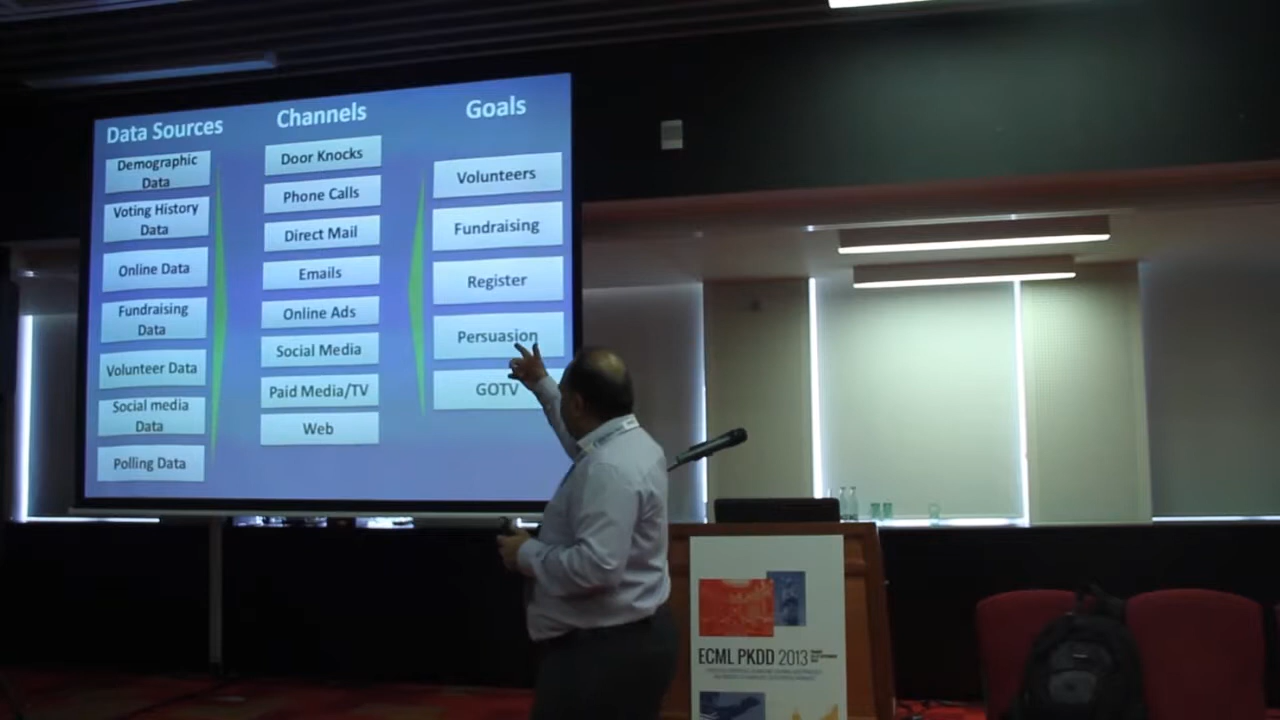 Data Sources
Demographic
Data
Voting History
Data
Online Data
Fundraising
Data
Volunteer Data
Social media
Data
Polling Data
Channels
Door Knocks
Phone Calls
Direct Mail
Emails
Online Ads
Social Media
Paid Media/TV
Web
Goals
Volunteers
Fundraising
Register
Persuasion
GOTV
ECML PKDD 2013